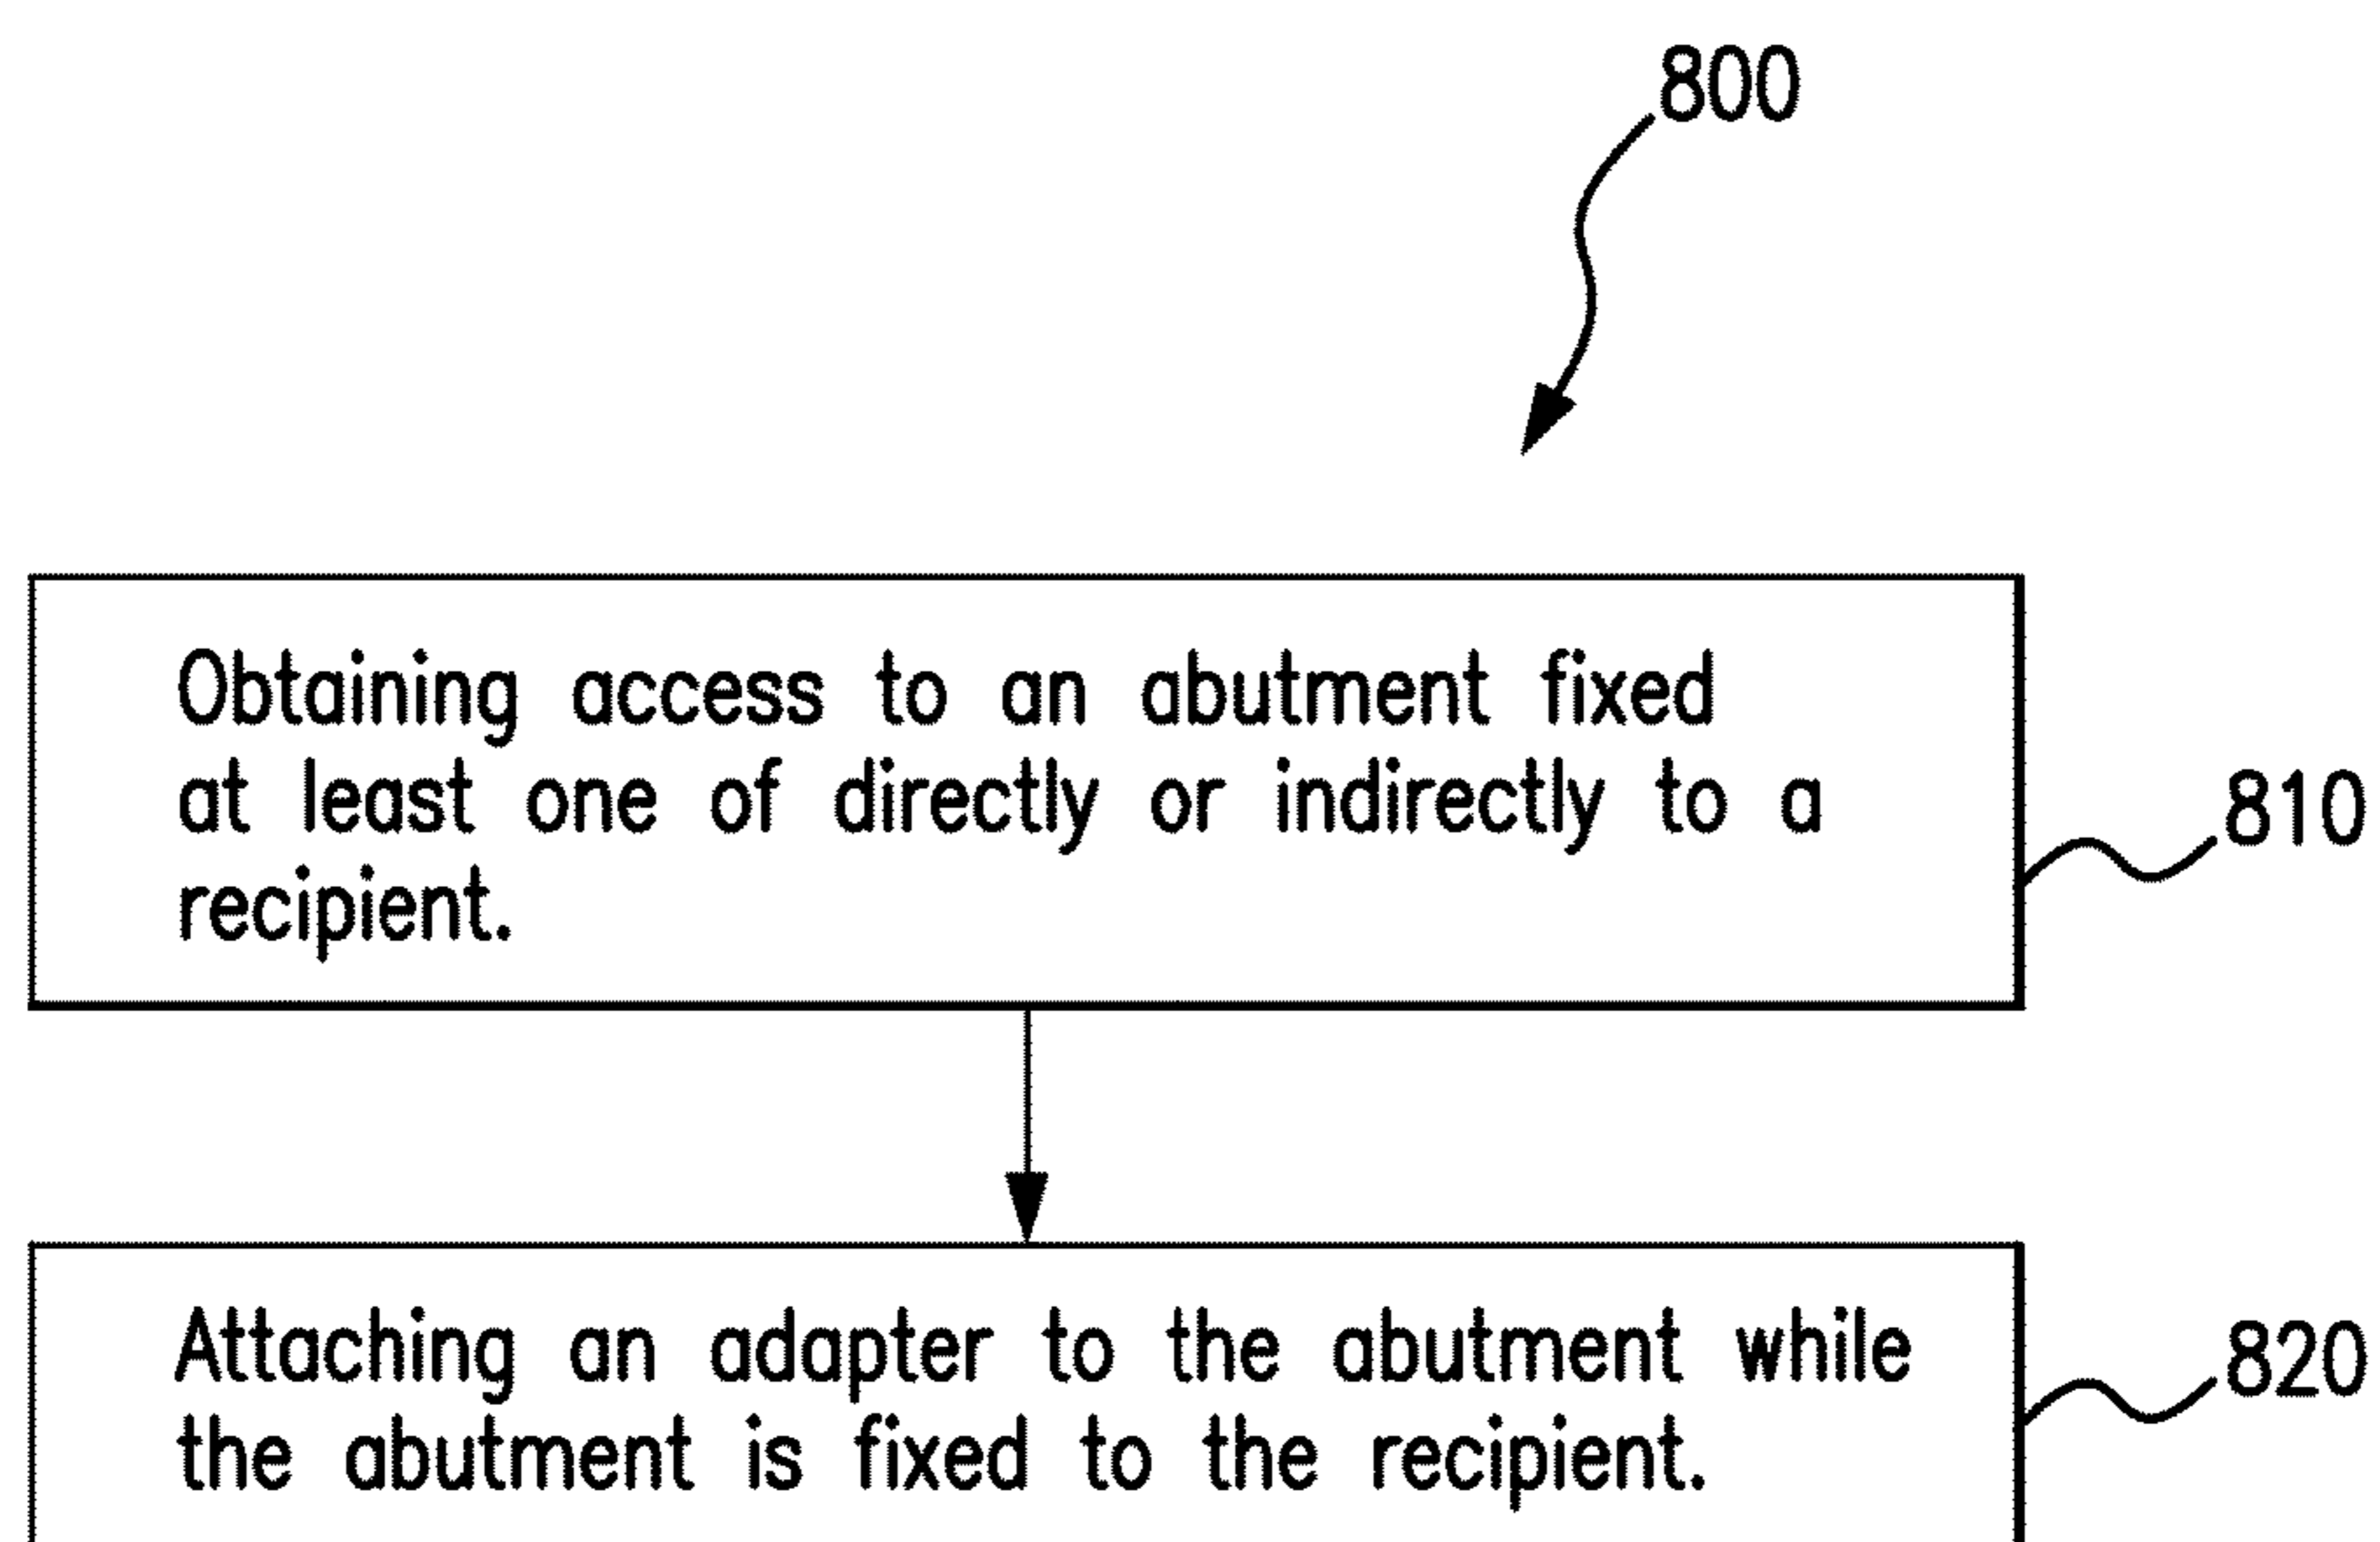 800
Obtaining access to an abutment fixed
at least one of directly or indirectly to a
recipient.
810
Attaching an adapter to the abutment while
the abutment is fixed to the recipient.
820